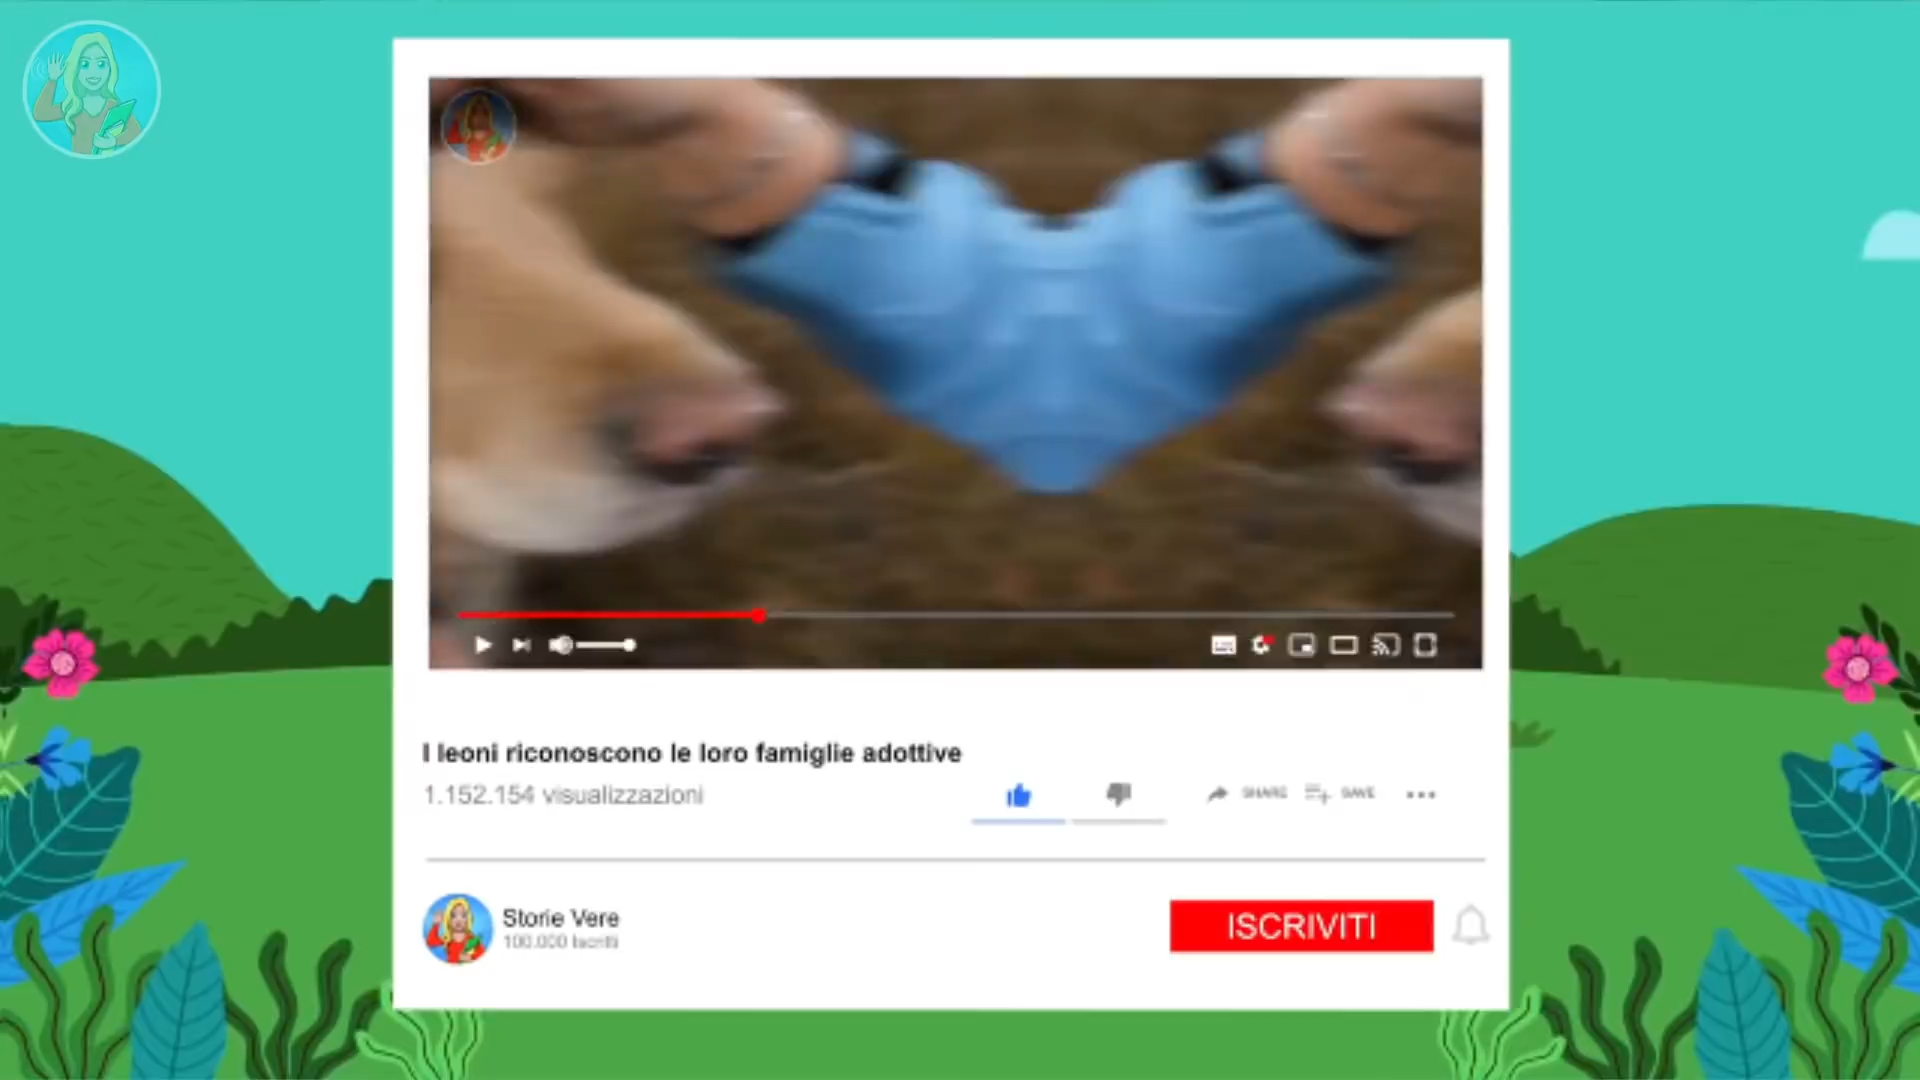 I leoni riconoscono le loro famiglie adottive
1.152.154 visualizzazioni
SHARE
SAVE
Storie Vere
100.000 Iscritti
ISCRIVITI